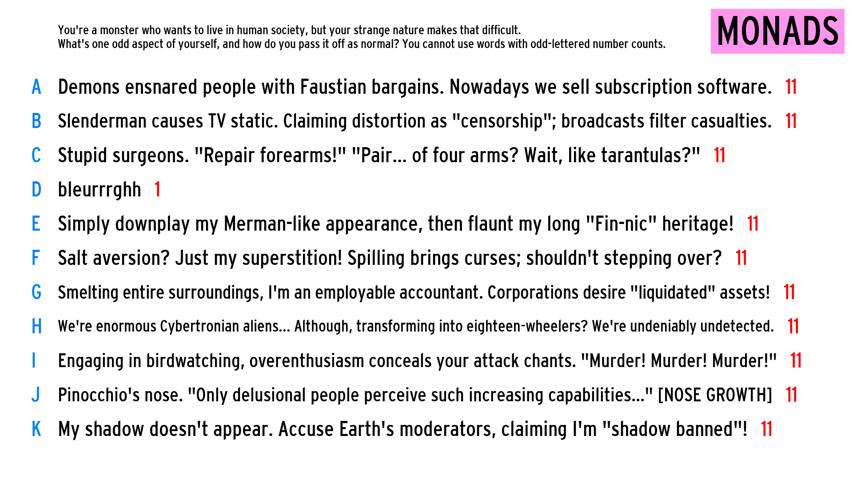 You're a monster who wants to live in human society, but your strange nature makes that difficult.
What's one odd aspect of yourself, and how do you pass it off as normal? You cannot use words with odd-lettered number counts.
MONADS
A Demons ensnared people with Faustian bargains. Nowadays we sell subscription software. 11
B Slenderman causes TV static. Claiming distortion as "censorship"; broadcasts filter casualties. 11
C Stupid surgeons. "Repair forearms!" "Pair... of four arms? Wait, like tarantulas?" 11
D bleurrrghh 1
E Simply downplay my Merman-like appearance, then flaunt my long "Fin-nic" heritage! 11
F Salt aversion? Just my superstition! Spilling brings curses; shouldn't stepping over? 11
G Smelting entire surroundings, I'm an employable accountant. Corporations desire "liquidated" assets! 11
H We're enormous Cybertronian aliens... Although, transforming into eighteen-wheelers? We're undeniably undetected. 11
I Engaging in birdwatching, overenthusiasm conceals your attack chants. "Murder! Murder! Murder!" 11
J Pinocchio's nose. "Only delusional people perceive such increasing capabilities..." [NOSE GROWTH] 11
K My shadow doesn't appear. Accuse Earth's moderators, claiming I'm "shadow banned"! 11